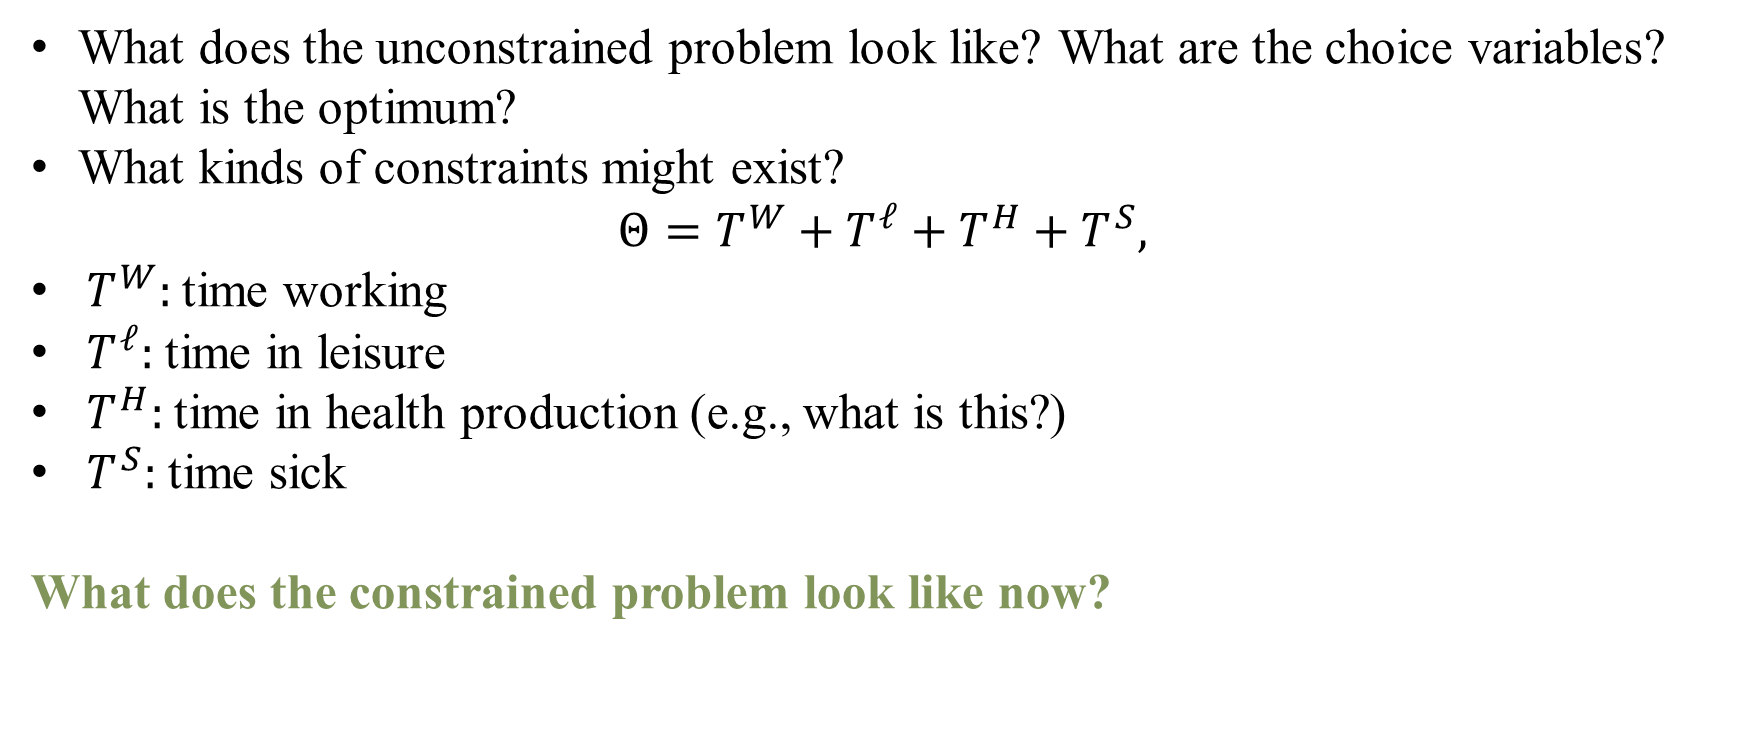 • What does the unconstrained problem look like? What are the choice variables?
What is the optimum?
• What kinds of constraints might exist?
Θ = T^W + T^ℓ + T^H + T^S,
• T^W: time working
• T^ℓ: time in leisure
• T^H: time in health production (e.g., what is this?)
• T^S: time sick
What does the constrained problem look like now?